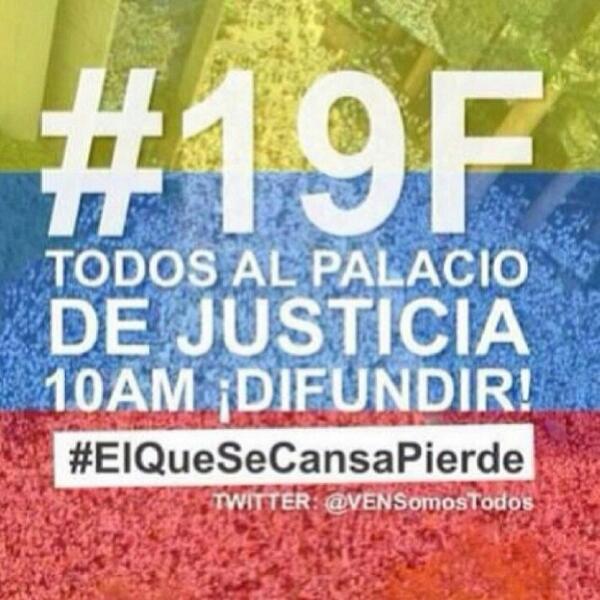 #19F
TODOS AL PALACIO
DE JUSTICIA
10AM ¡DIFUNDIR!
#ElQueSeCansaPierde
TWITTER: @VENSomosTodos